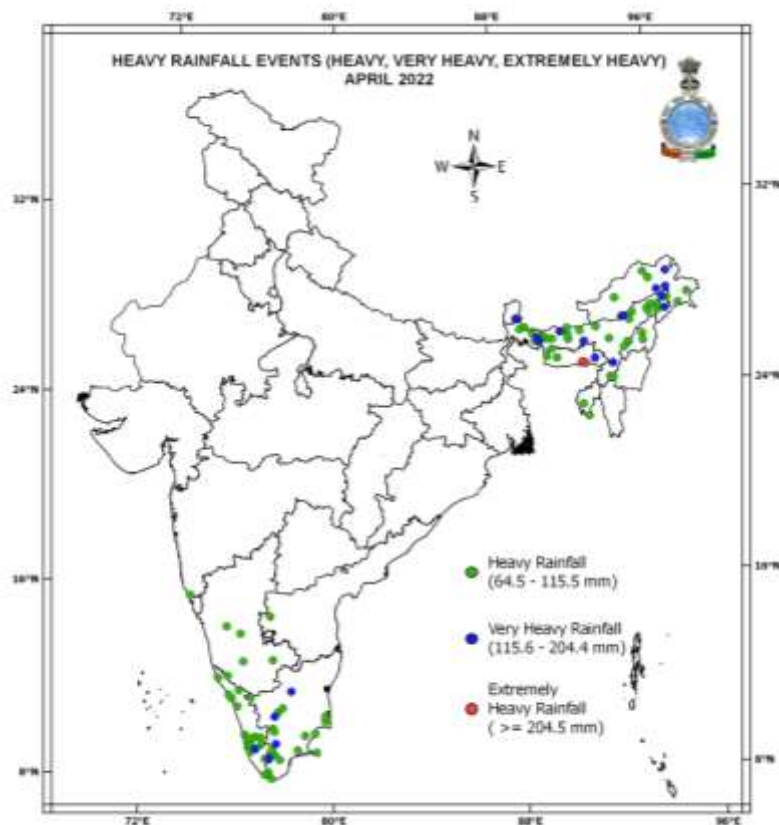 72°E 80°E 88°E 96°E
HEAVY RAINFALL EVENTS (HEAVY, VERY HEAVY, EXTREMELY HEAVY)
APRIL 2022
N
W E
S
32°N 32°N
24°N 24°N
16°N 16°N
8°N 8°N
Heavy Rainfall
(64.5 - 115.5 mm)
Very Heavy Rainfall
(115.6 - 204.4 mm)
Extremely
Heavy Rainfall
( >= 204.5 mm)
72°E 80°E 88°E 96°E